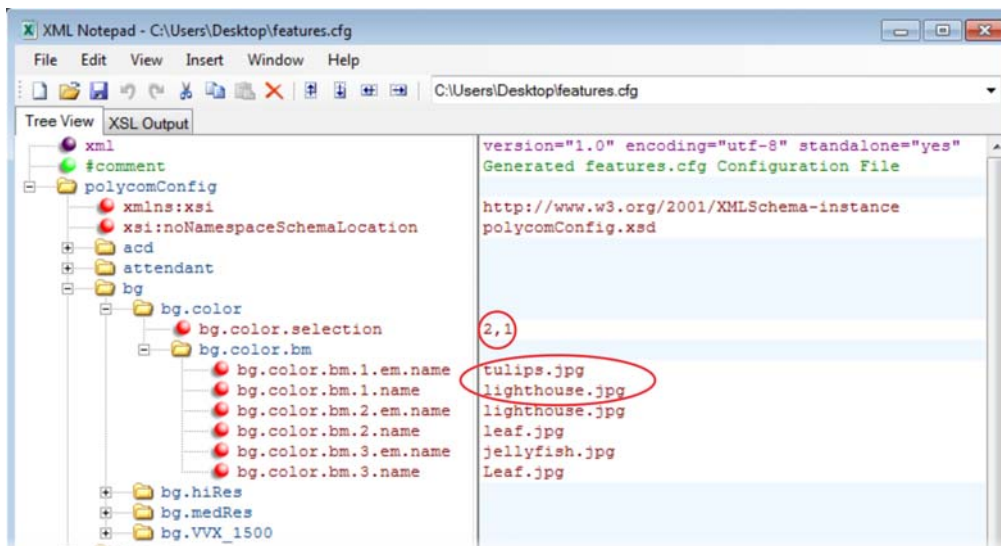 XML Notepad - C:\Users\Desktop\features.cfg
File Edit View Insert Window Help
C:\Users\Desktop\features.cfg
Tree View XSL Output
xml version="1.0" encoding="utf-8" standalone="yes"
#comment Generated features.cfg Configuration File
polycomConfig
xmlns:xsi http://www.w3.org/2001/XMLSchema-instance
xsi:noNamespaceSchemaLocation polycomConfig.xsd
acd
attendant
bg
bg.color
bg.color.selection 2,1
bg.color.bm
bg.color.bm.1.em.name tulips.jpg
bg.color.bm.1.name lighthouse.jpg
bg.color.bm.2.em.name lighthouse.jpg
bg.color.bm.2.name leaf.jpg
bg.color.bm.3.em.name jellyfish.jpg
bg.color.bm.3.name Leaf.jpg
bg.hiRes
bg.medRes
bg.VVX_1500